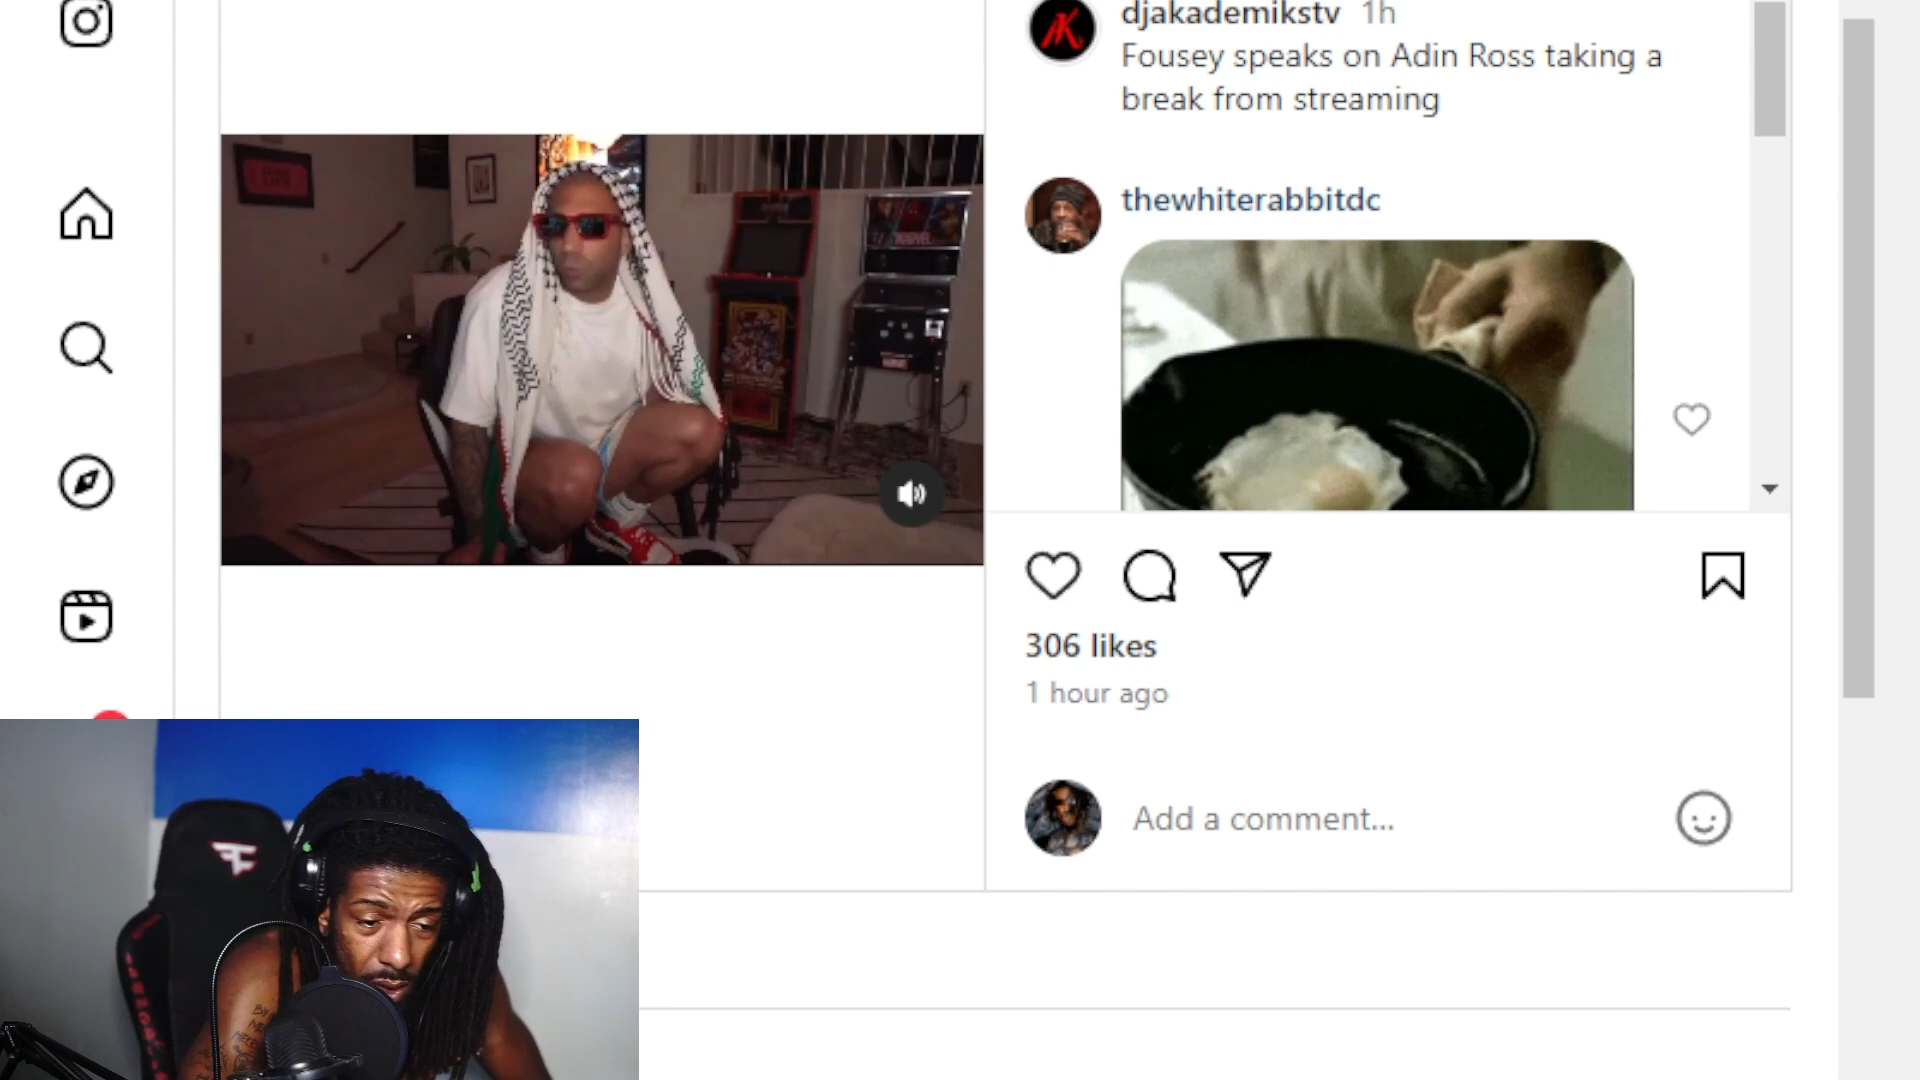 djakademikstv 1h
Fousey speaks on Adin Ross taking a
break from streaming
thewhiterabbitdc
306 likes
1 hour ago
Add a comment...